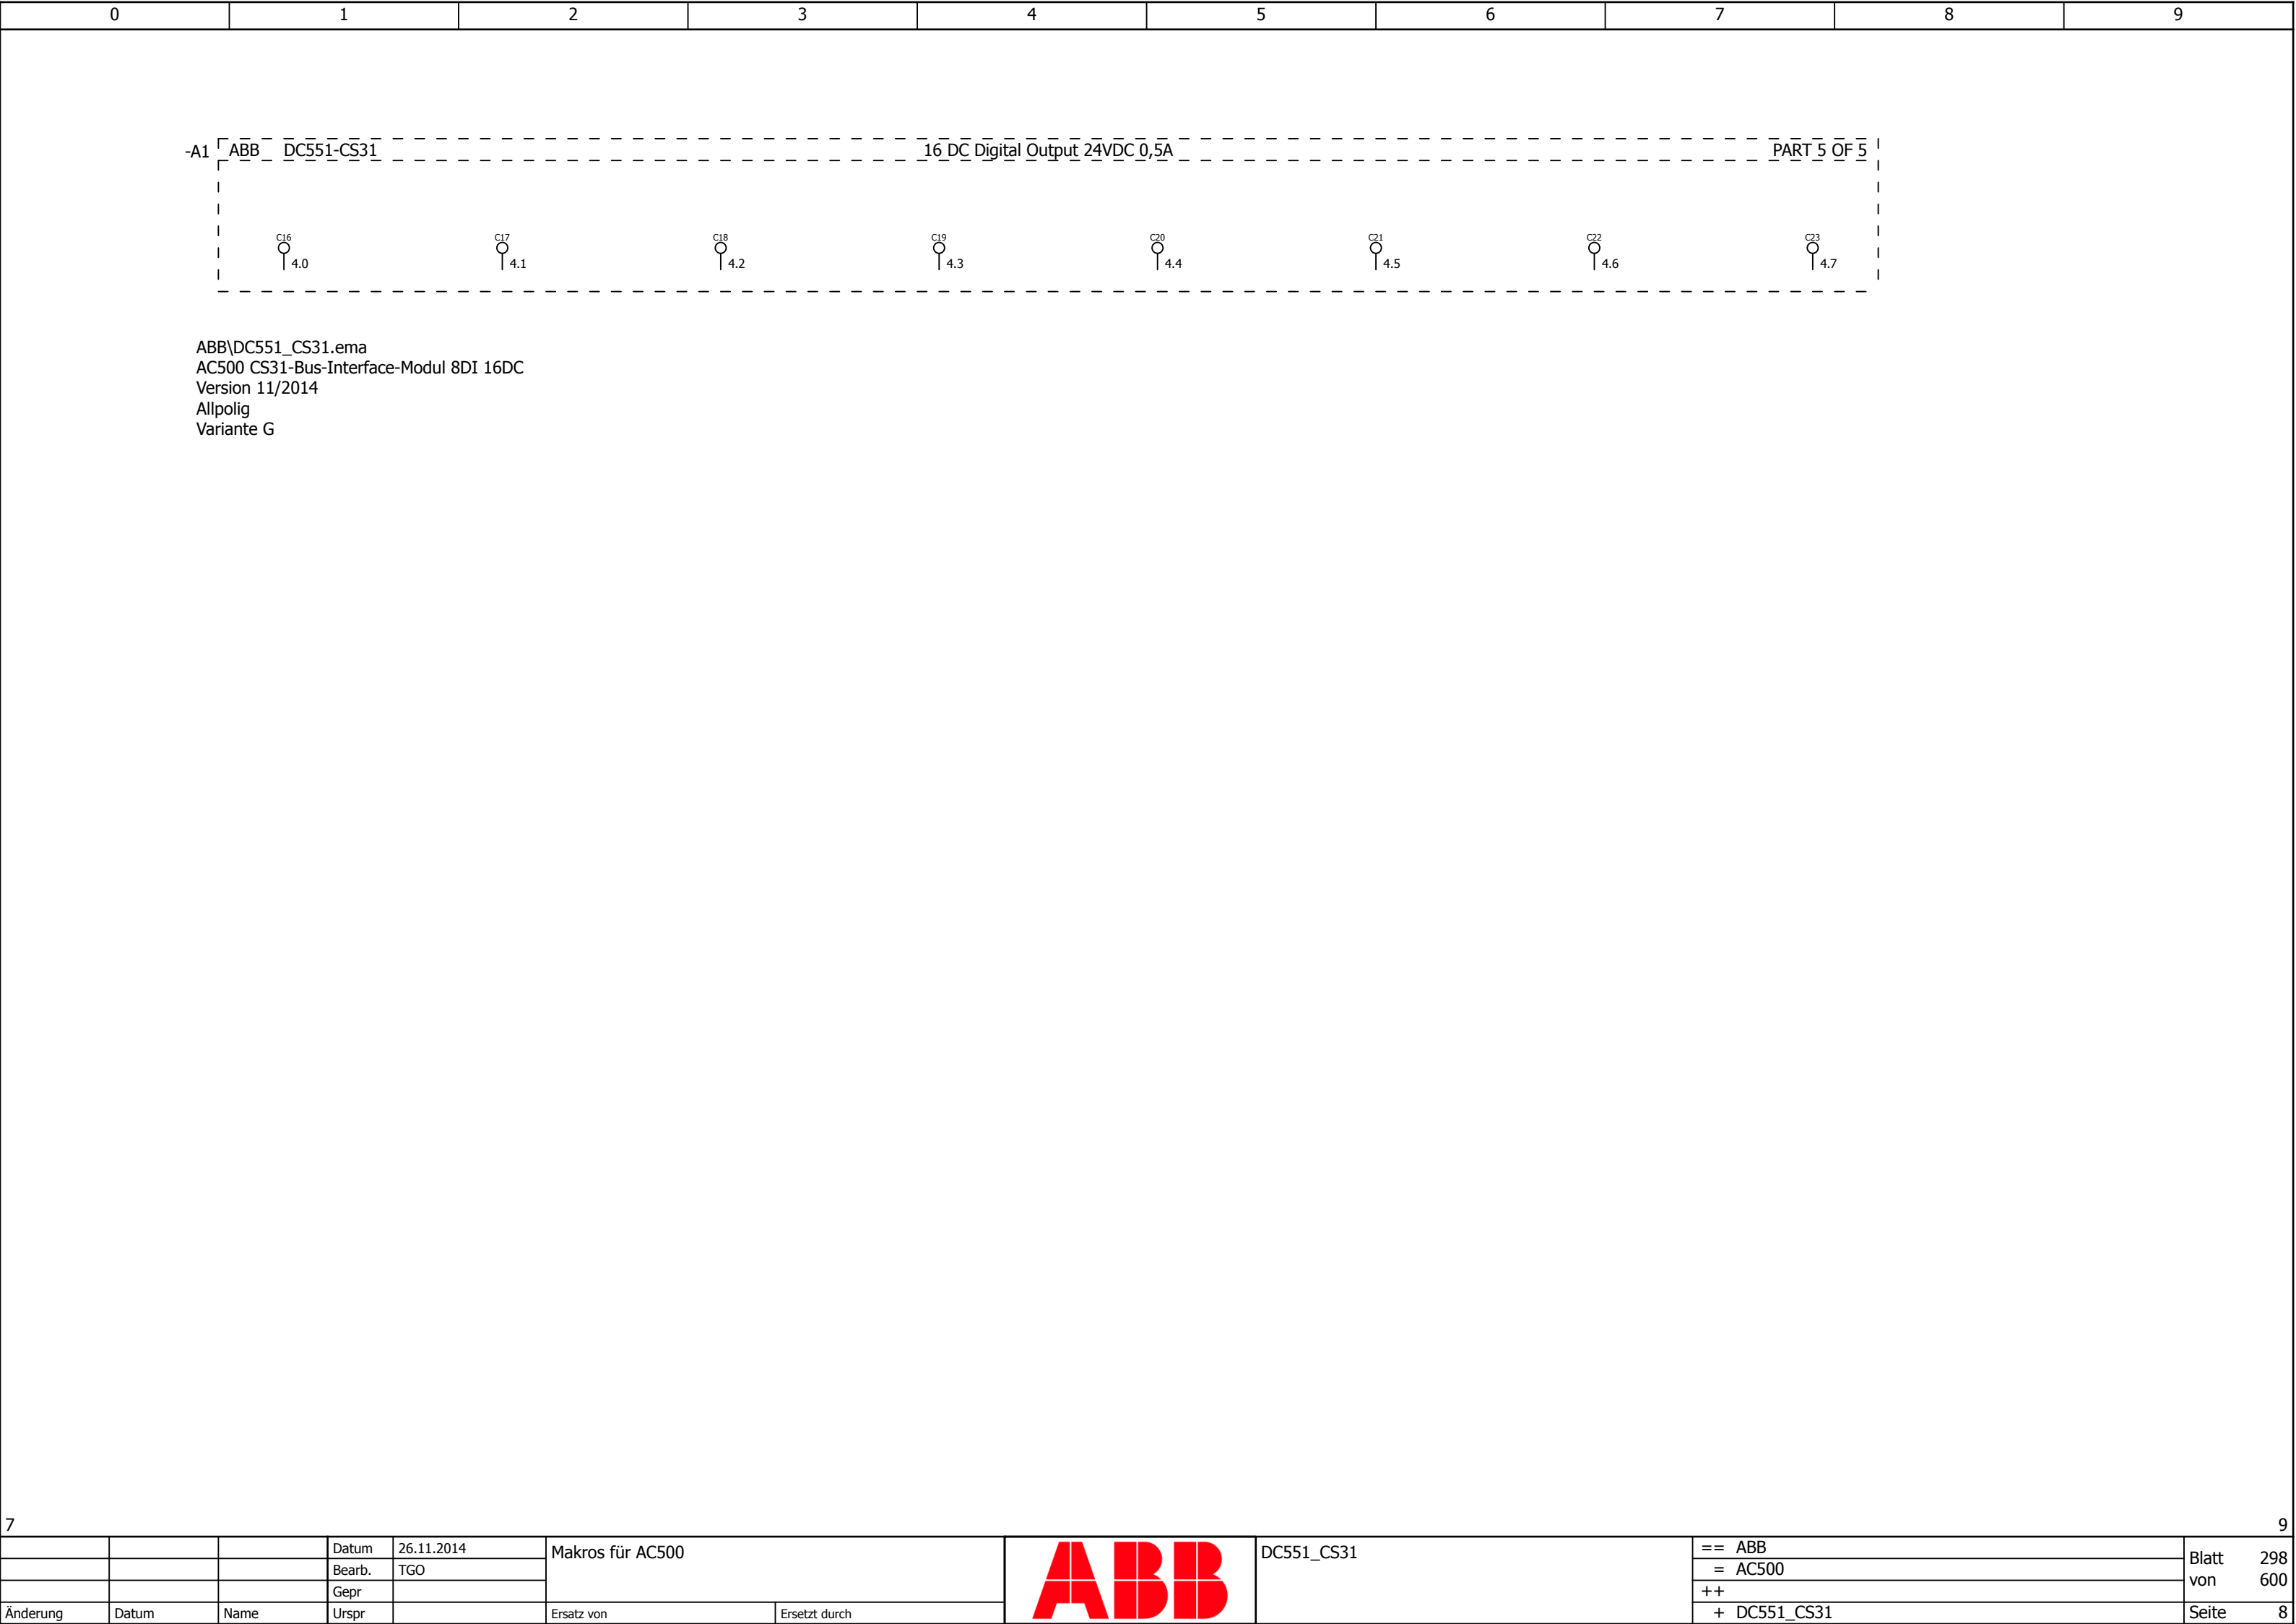 0 1 2 3 4 5 6 7 8 9
-A1 ABB DC551-CS31 16 DC Digital Output 24VDC 0,5A PART 5 OF 5
C16 C17 C18 C19 C20 C21 C22 C23
4.0 4.1 4.2 4.3 4.4 4.5 4.6 4.7
ABB\DC551_CS31.ema
AC500 CS31-Bus-Interface-Modul 8DI 16DC
Version 11/2014
Allpolig
Variante G
7 9
Datum 26.11.2014 Makros für AC500 ABB DC551_CS31 == ABB Blatt 298
Bearb. TGO = AC500 von 600
Gepr ++
Änderung Datum Name Urspr Ersatz von Ersetzt durch + DC551_CS31 Seite 8